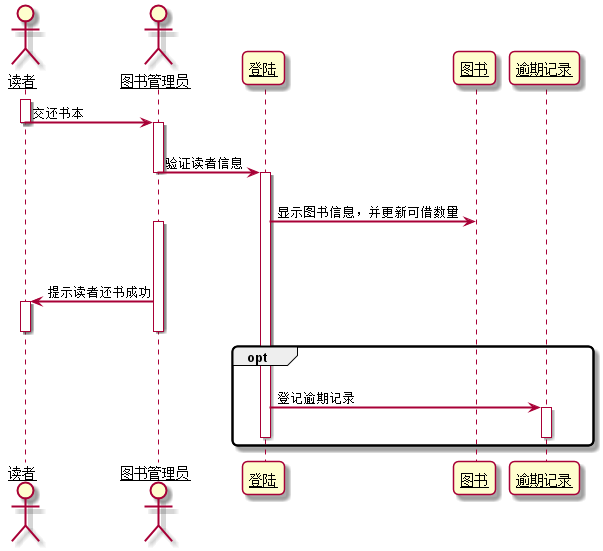 读者
图书管理员
登陆
图书
逾期记录
交还书本
验证读者信息
显示图书信息，并更新可借数量
提示读者还书成功
opt
登记逾期记录
读者
图书管理员
登陆
图书
逾期记录